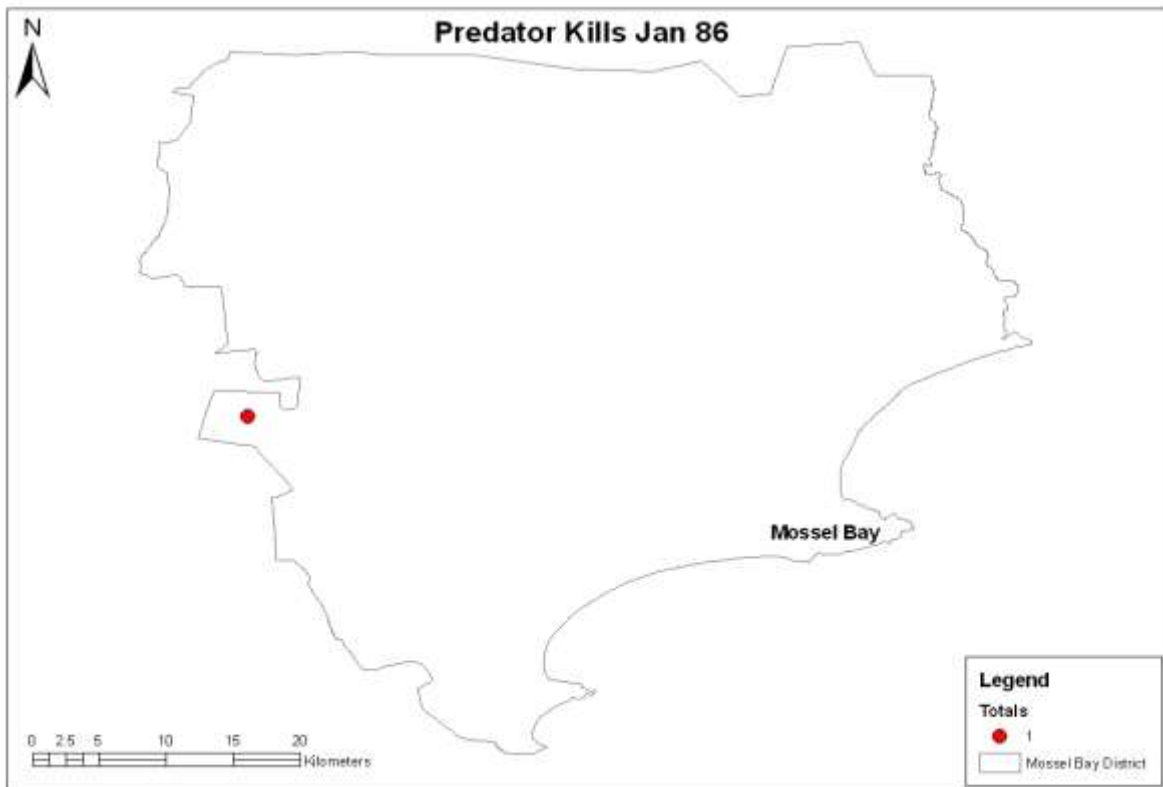 Predator Kills Jan 86
N
Mossel Bay
Legend
Totals
1
Mossel Bay District
0 2.5 5 10 15 20
Kilometers